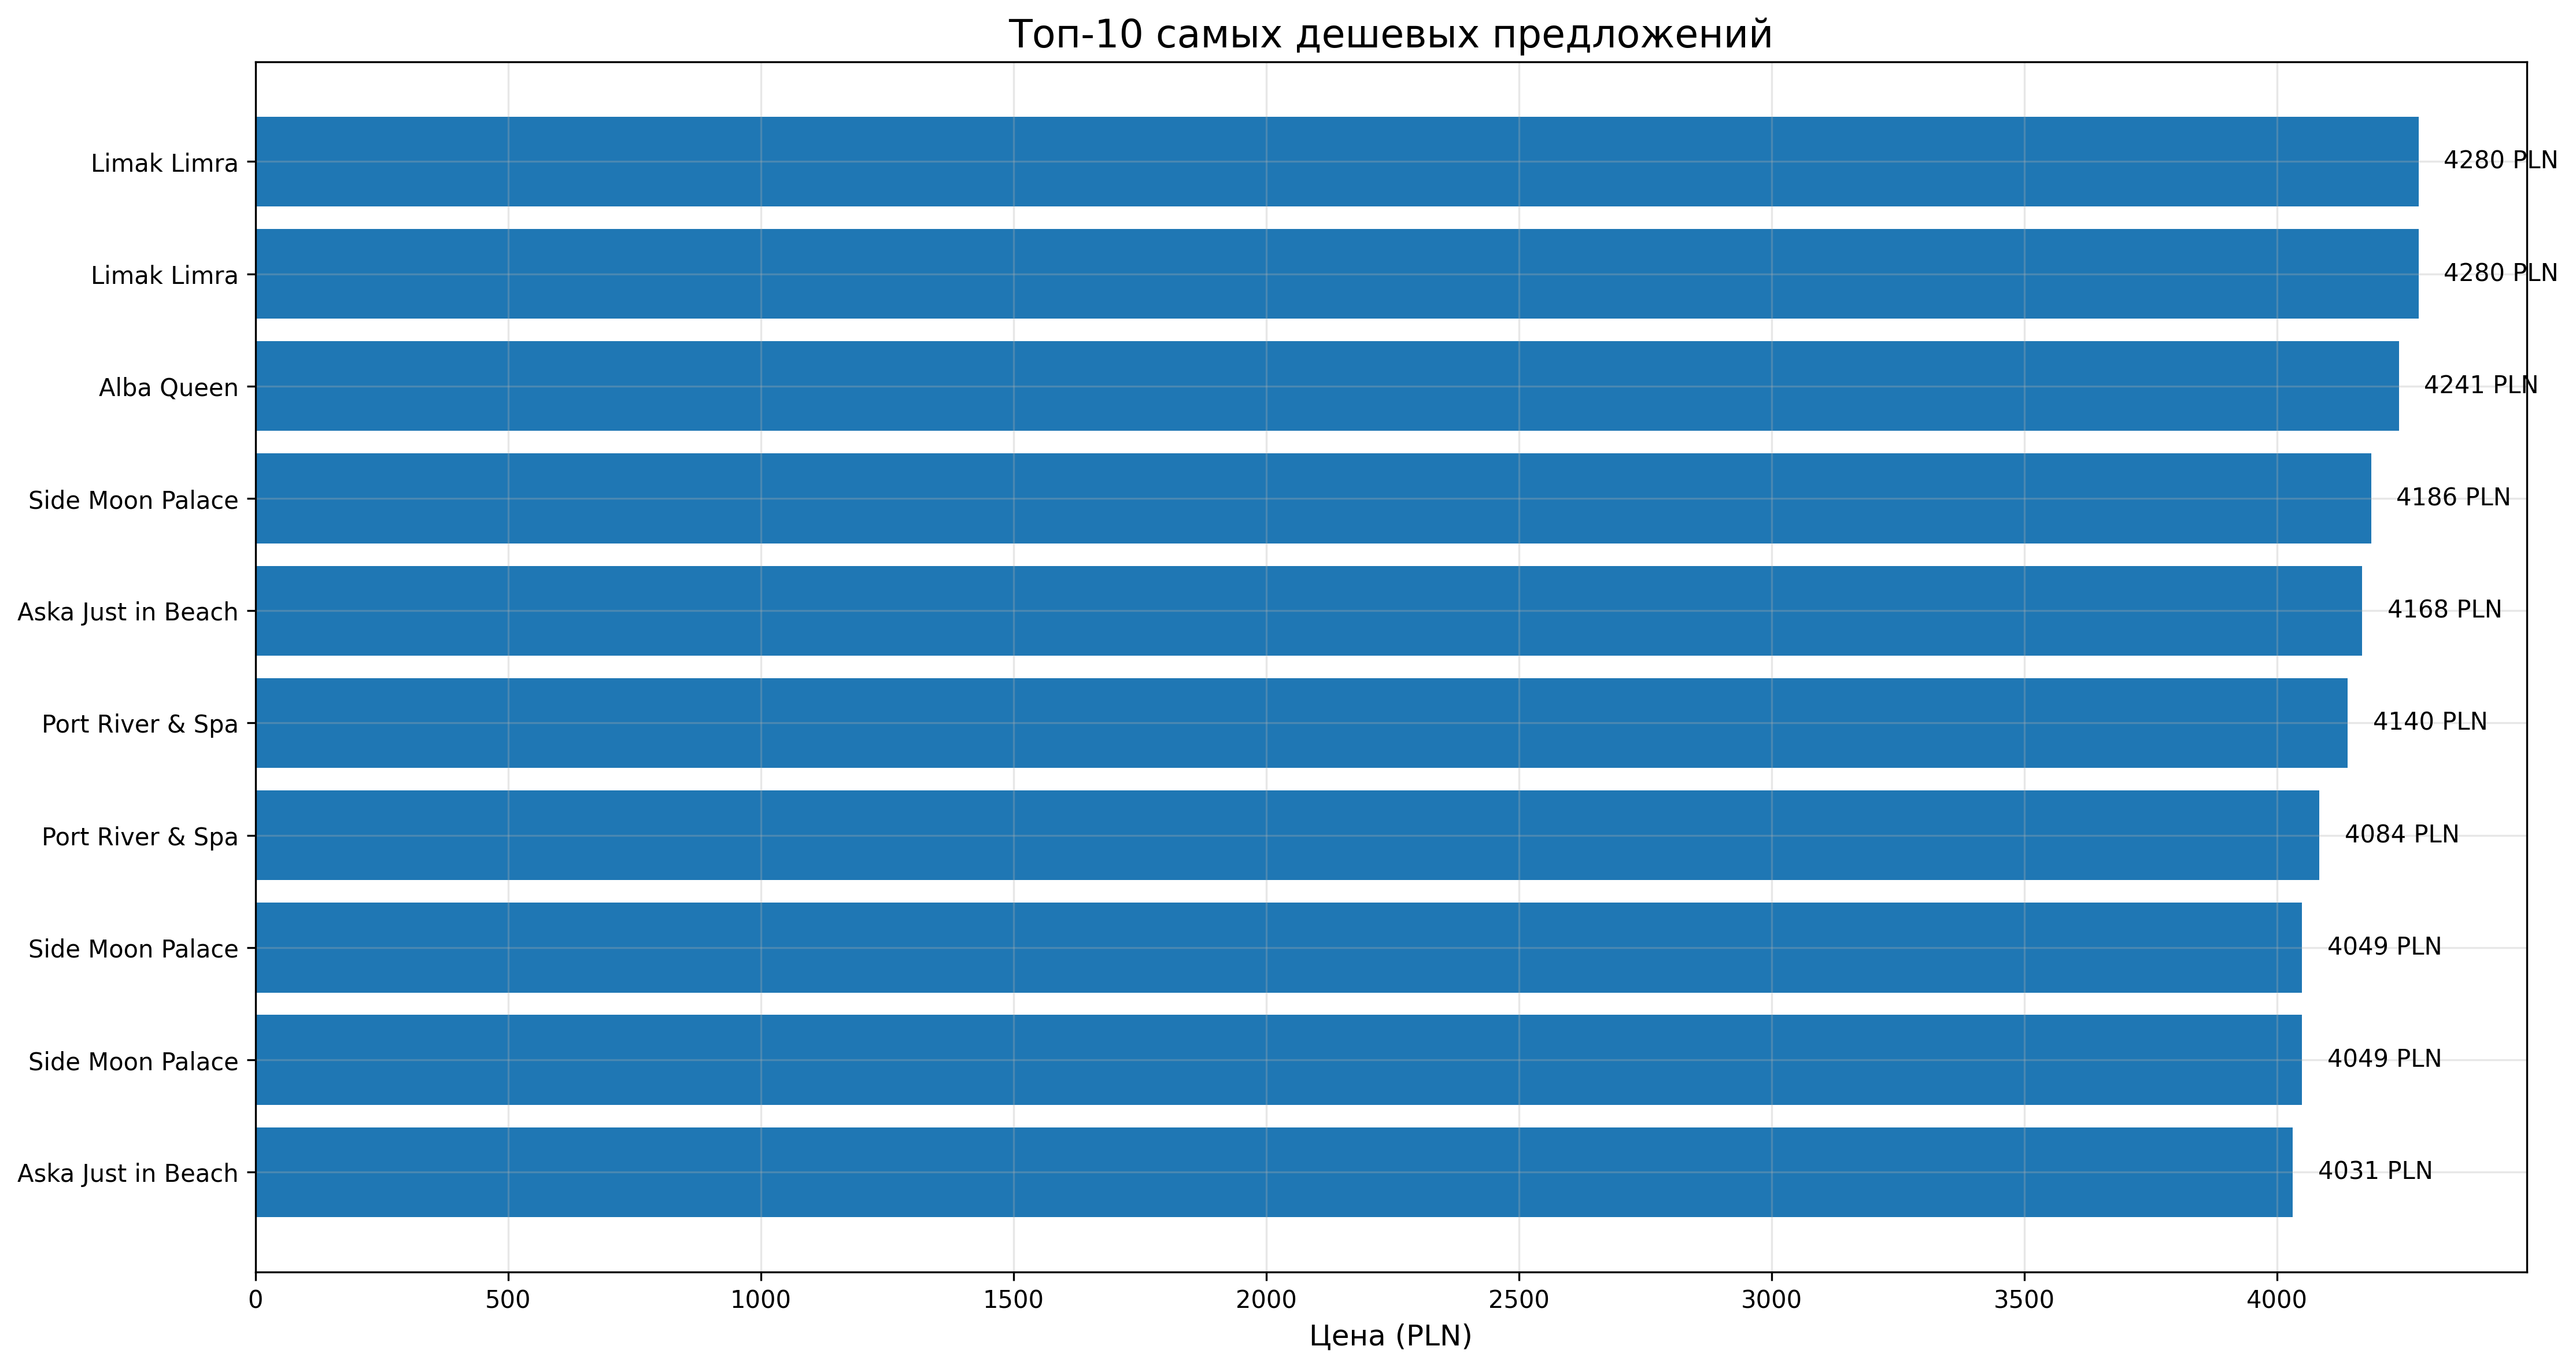 Топ-10 самых дешевых предложений
Limak Limra
4280 PLN
Limak Limra
4280 PLN
Alba Queen
4241 PLN
Side Moon Palace
4186 PLN
Aska Just in Beach
4168 PLN
Port River & Spa
4140 PLN
Port River & Spa
4084 PLN
Side Moon Palace
4049 PLN
Side Moon Palace
4049 PLN
Aska Just in Beach
4031 PLN
0 500 1000 1500 2000 2500 3000 3500 4000
Цена (PLN)